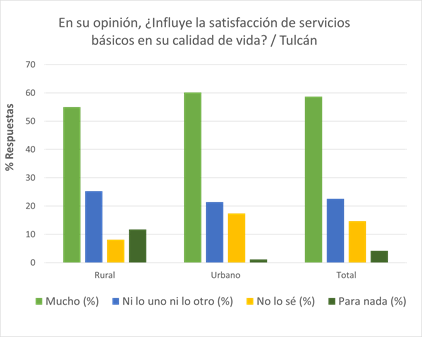 En su opinión, ¿Influye la satisfacción de servicios
básicos en su calidad de vida? / Tulcán
% Respuestas
70
60
50
40
30
20
10
0
Rural Urbano Total
Mucho (%) Ni lo uno ni lo otro (%) No lo sé (%) Para nada (%)